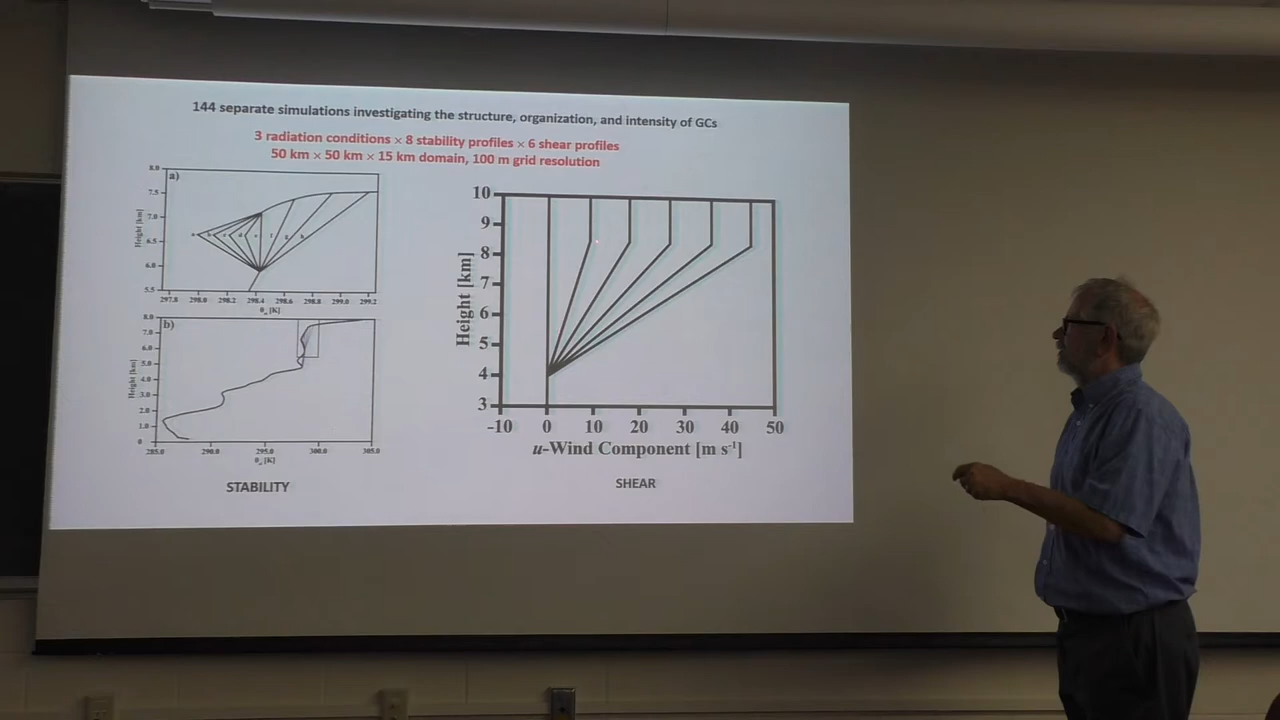 144 separate simulations investigating the structure, organization, and intensity of GCs
3 radiation conditions × 8 stability profiles × 6 shear profiles
50 km × 50 km × 15 km domain, 100 m grid resolution
a)
8.0
7.5
7.0
6.5
6.0
5.5
Height [km]
297.8 298.0 298.2 298.4 298.6 298.8 299.0 299.2
b)
8.0
7.0
6.0
5.0
4.0
3.0
2.0
1.0
0
Height [km]
285.0 290.0 295.0 300.0 305.0
STABILITY
10
9
8
7
6
5
4
3
Height [km]
-10 0 10 20 30 40 50
u-Wind Component [m s-1]
SHEAR